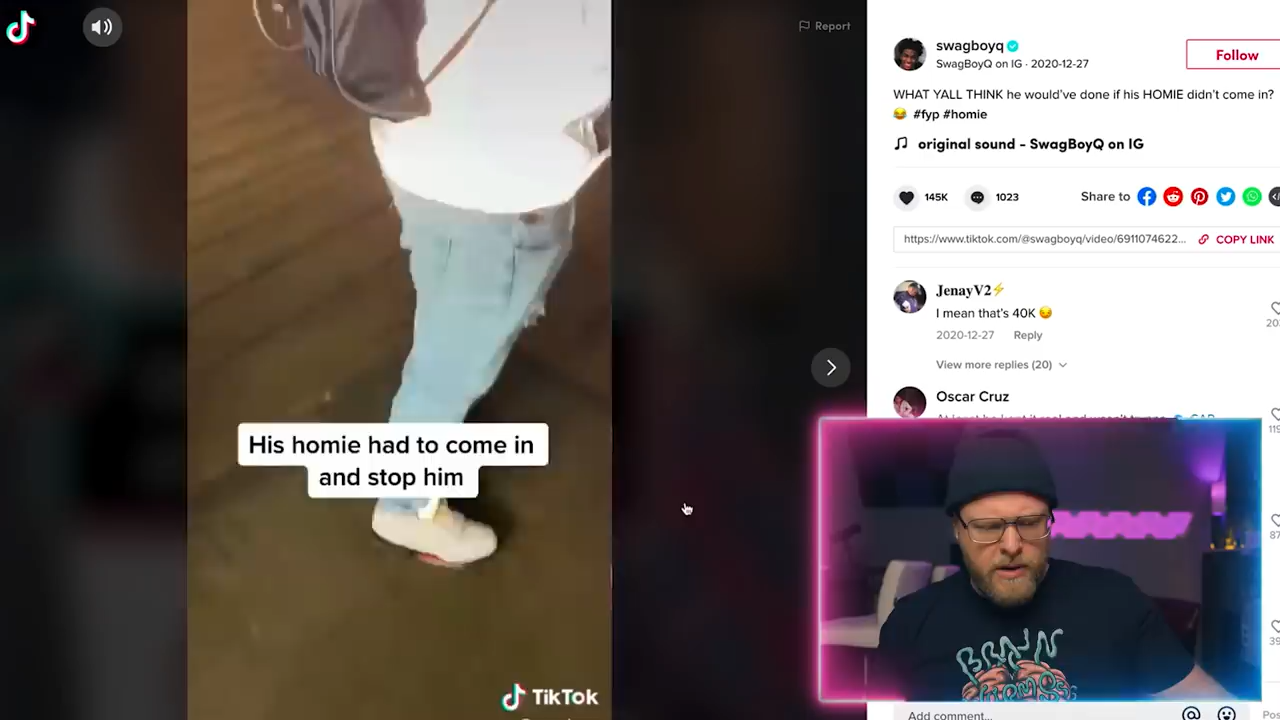 Report
His homie had to come in
and stop him
TikTok
swagboyq
SwagBoyQ on IG · 2020-12-27
Follow
WHAT YALL THINK he would've done if his HOMIE didn't come in?
😂 #fyp #homie
original sound - SwagBoyQ on IG
145K
1023
Share to
https://www.tiktok.com/@swagboyq/video/6911074622...
COPY LINK
JenayV2⚡
I mean that's 40K 😏
2020-12-27 Reply
View more replies (20)
Oscar Cruz
BRAIN
Add comment...